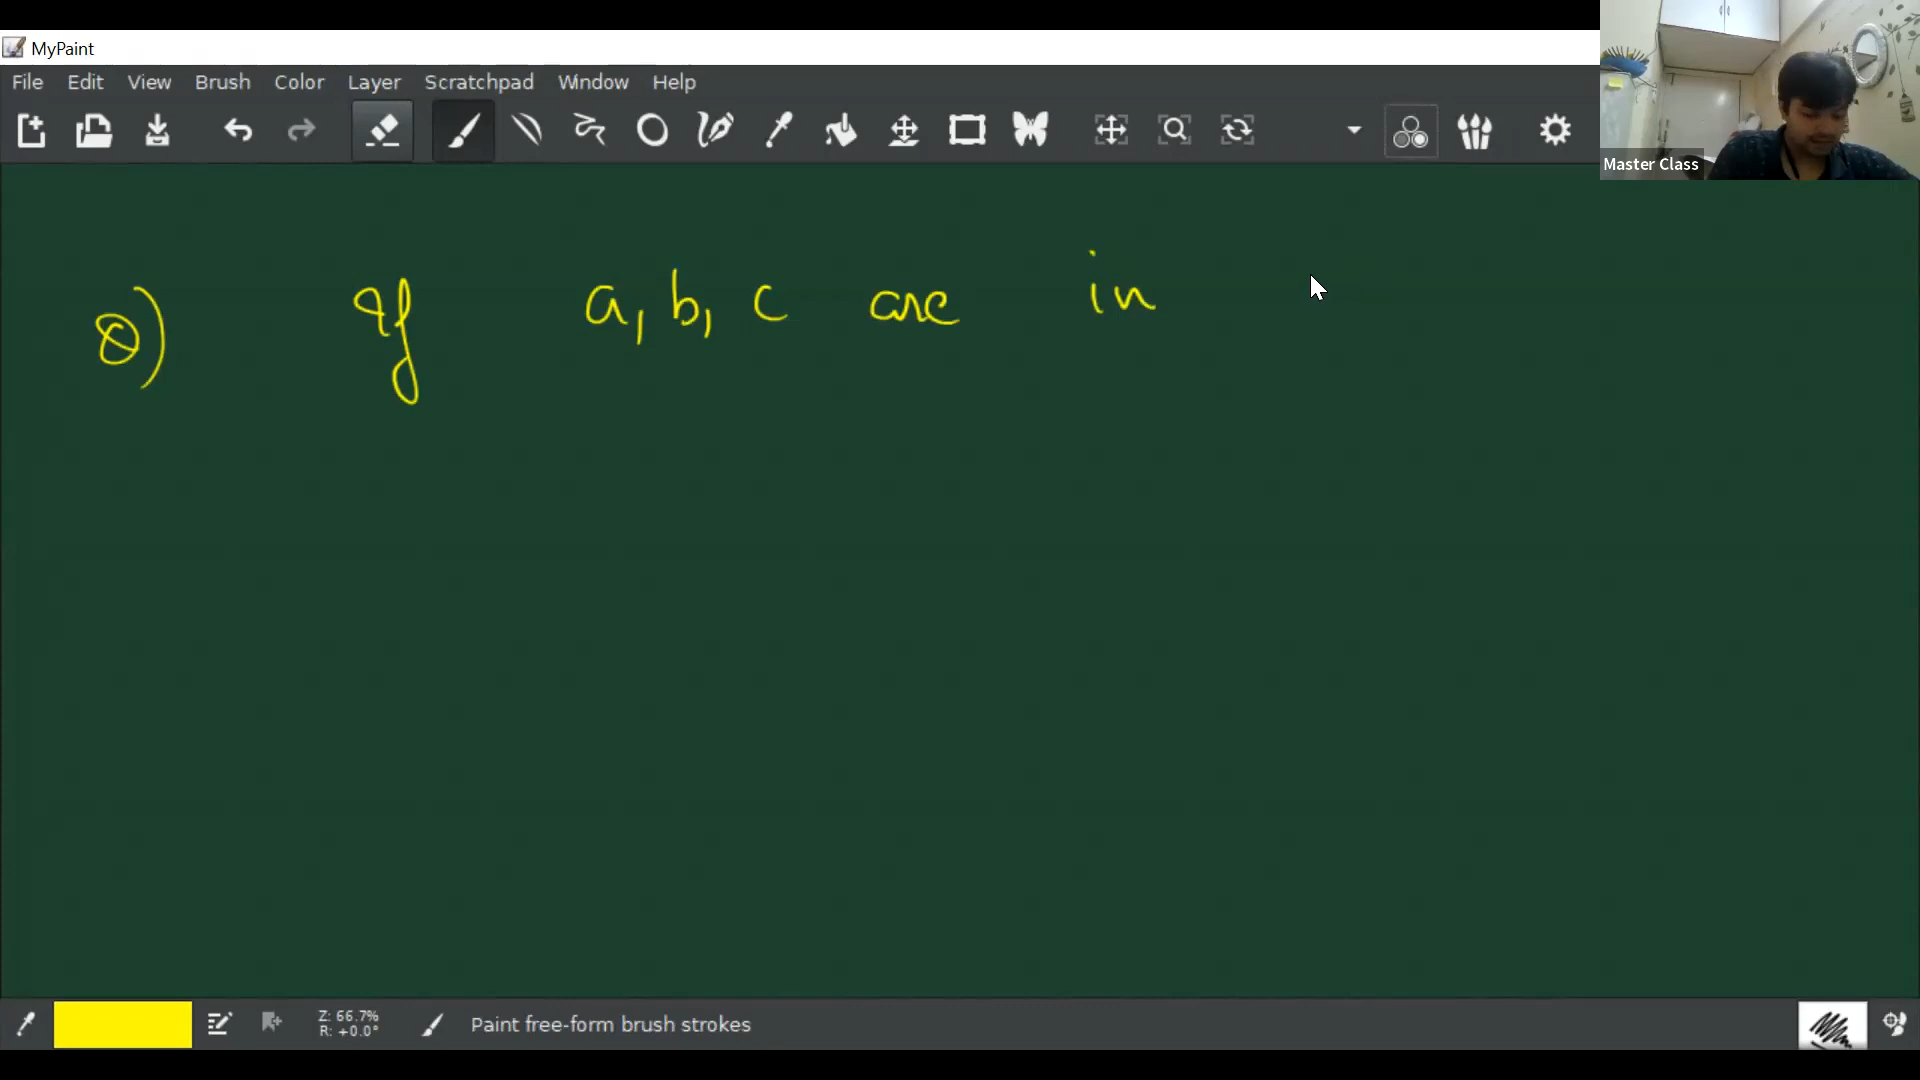 MyPaint
File Edit View Brush Color Layer Scratchpad Window Help
Master Class
Q) If a, b, c are in
Z: 66.7%
R: +0.0°
Paint free-form brush strokes